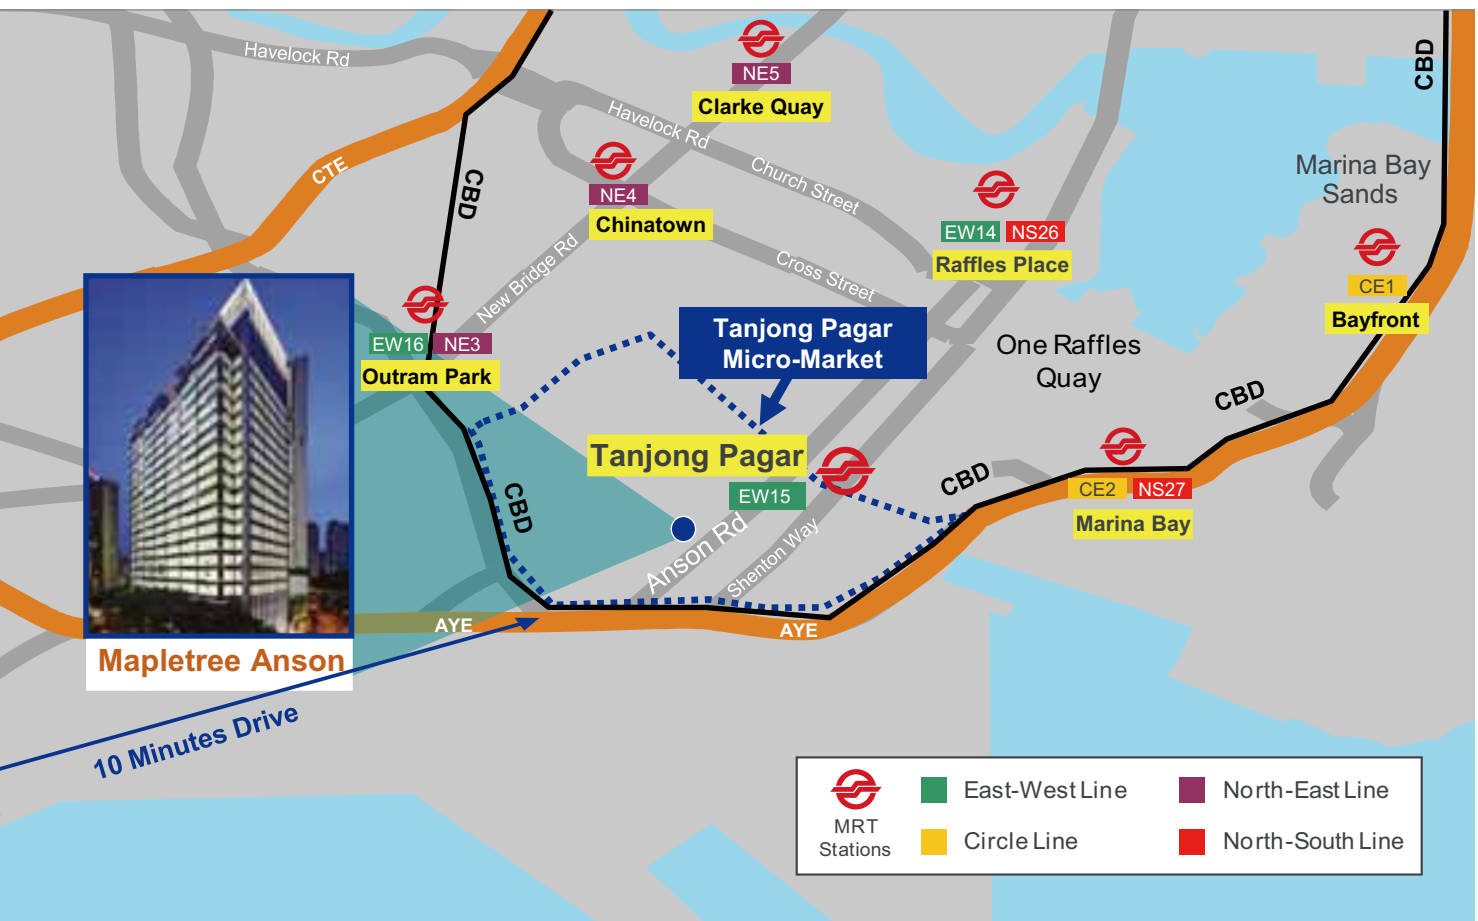 Havelock Rd
CBD
NE5
Clarke Quay
Havelock Rd
CTE
Church Street
Marina Bay
Sands
CBD
NE4
Chinatown
EW14 NS26
Raffles Place
New Bridge Rd
Cross Street
CE1
Bayfront
Tanjong Pagar
Micro-Market
One Raffles
Quay
EW16 NE3
Outram Park
CBD
Tanjong Pagar
EW15
CBD
CBD
CE2 NS27
Marina Bay
Anson Rd
Shenton Way
AYE
AYE
Mapletree Anson
10 Minutes Drive
MRT
Stations
East-West Line
North-East Line
Circle Line
North-South Line